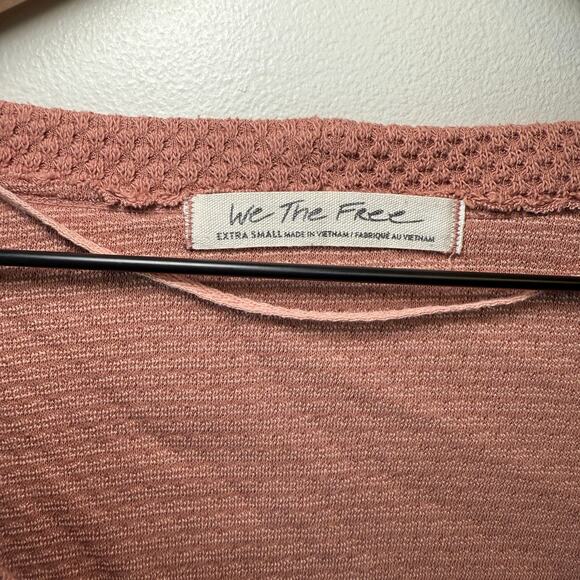 We The Free
EXTRA SMALL MADE IN VIETNAM / FABRIQUÉ AU VIETNAM